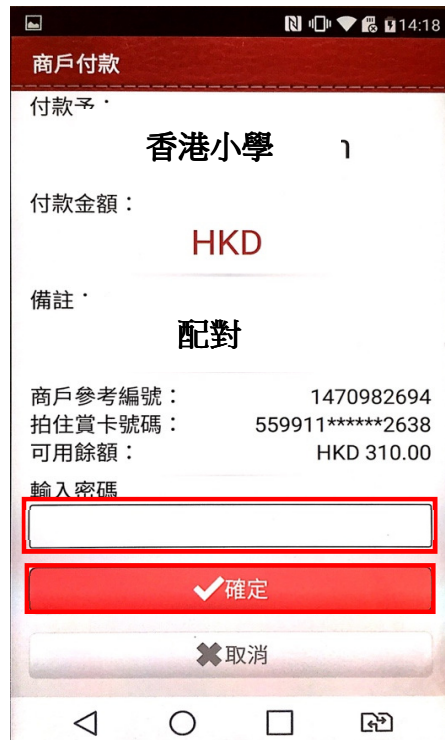 14:18
商戶付款
付款予：
香港小學
付款金額：
HKD
備註：
配對
商戶參考編號： 1470982694
拍住賞卡號碼： 559911******2638
可用餘額： HKD 310.00
輸入密碼
確定
取消